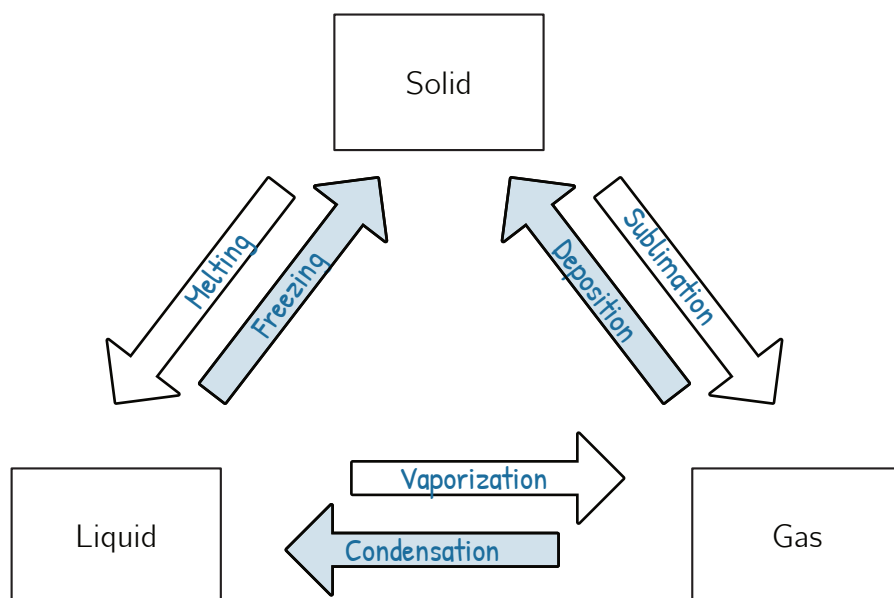 Solid
Melting
Freezing
Deposition
Sublimation
Vaporization
Liquid
Condensation
Gas